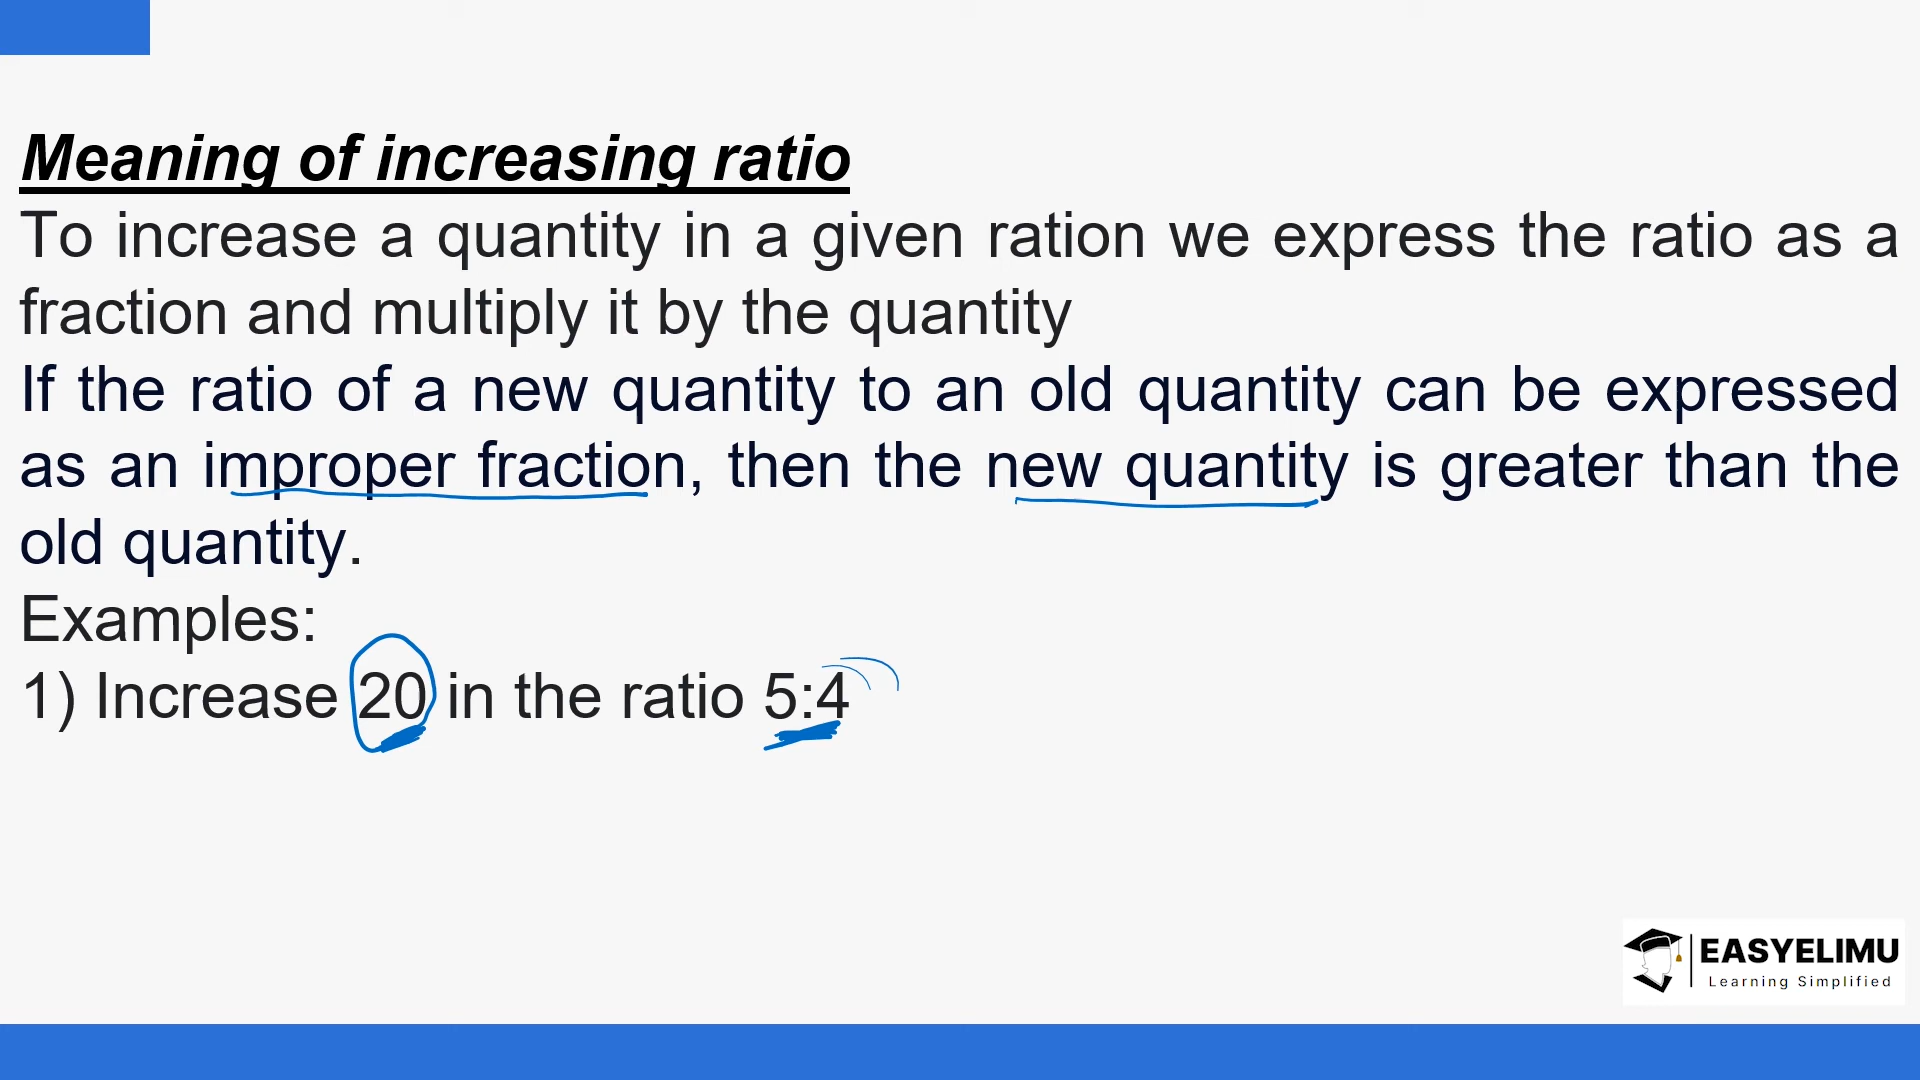 Meaning of increasing ratio
To increase a quantity in a given ration we express the ratio as a
fraction and multiply it by the quantity
If the ratio of a new quantity to an old quantity can be expressed
as an improper fraction, then the new quantity is greater than the
old quantity.
Examples:
1) Increase 20 in the ratio 5:4
EASYELIMU
Learning Simplified